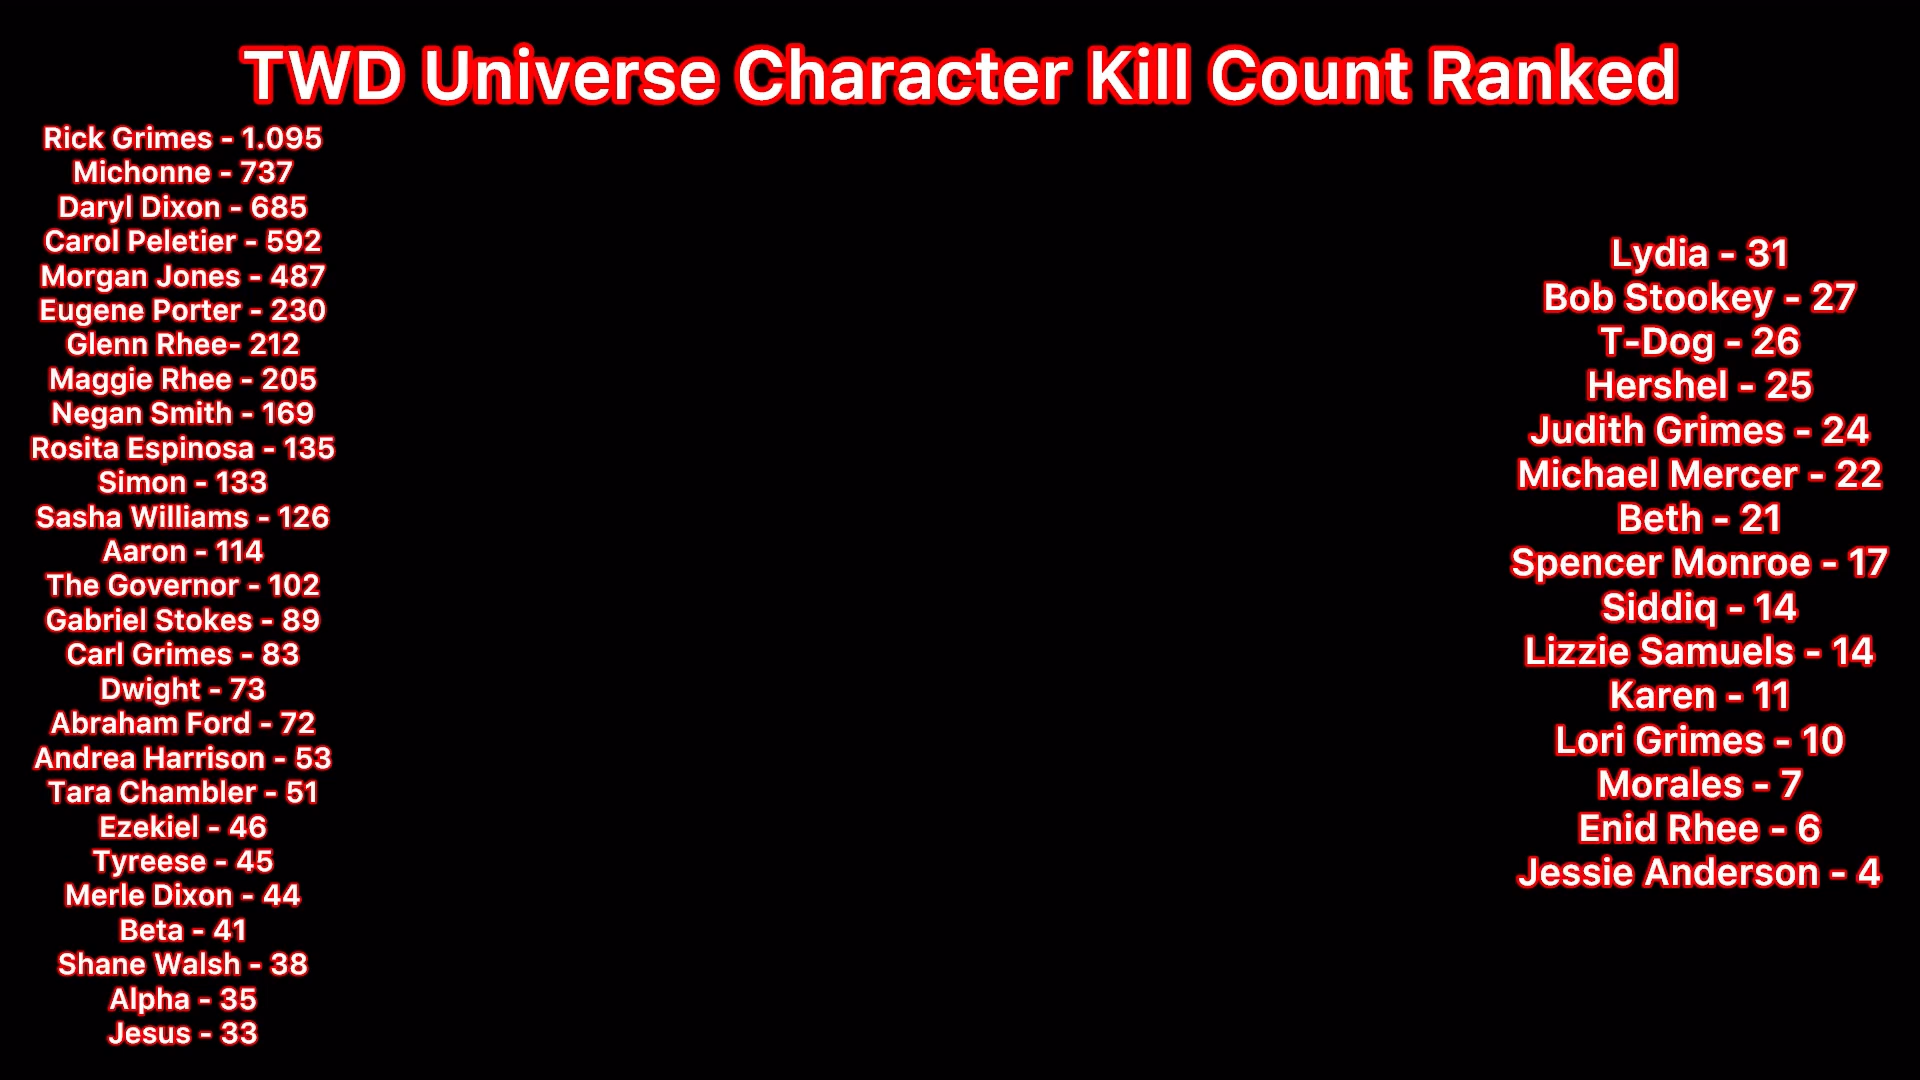 TWD Universe Character Kill Count Ranked
Rick Grimes - 1.095
Michonne - 737
Daryl Dixon - 685
Carol Peletier - 592
Morgan Jones - 487
Eugene Porter - 230
Glenn Rhee- 212
Maggie Rhee - 205
Negan Smith - 169
Rosita Espinosa - 135
Simon - 133
Sasha Williams - 126
Aaron - 114
The Governor - 102
Gabriel Stokes - 89
Carl Grimes - 83
Dwight - 73
Abraham Ford - 72
Andrea Harrison - 53
Tara Chambler - 51
Ezekiel - 46
Tyreese - 45
Merle Dixon - 44
Beta - 41
Shane Walsh - 38
Alpha - 35
Jesus - 33
Lydia - 31
Bob Stookey - 27
T-Dog - 26
Hershel - 25
Judith Grimes - 24
Michael Mercer - 22
Beth - 21
Spencer Monroe - 17
Siddiq - 14
Lizzie Samuels - 14
Karen - 11
Lori Grimes - 10
Morales - 7
Enid Rhee - 6
Jessie Anderson - 4